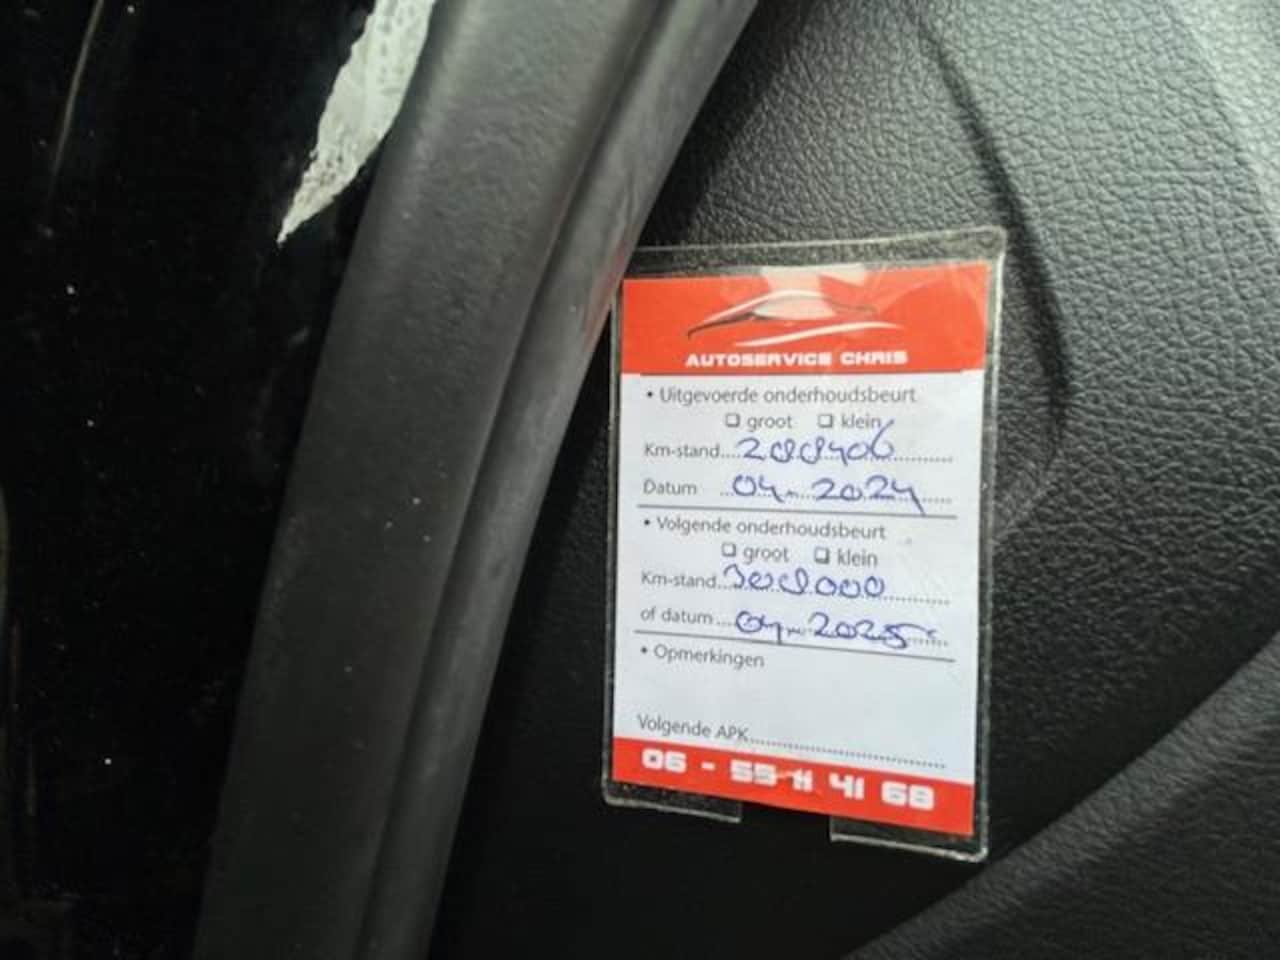 AUTOSERVICE CHRIS
• Uitgevoerde onderhoudsbeurt
❑ groot ❑ klein
Km-stand....288406
Datum ....04-2024
• Volgende onderhoudsbeurt
❑ groot ❑ klein
Km-stand....308000
of datum....04-2025
• Opmerkingen
Volgende APK....
06 - 55 11 41 68